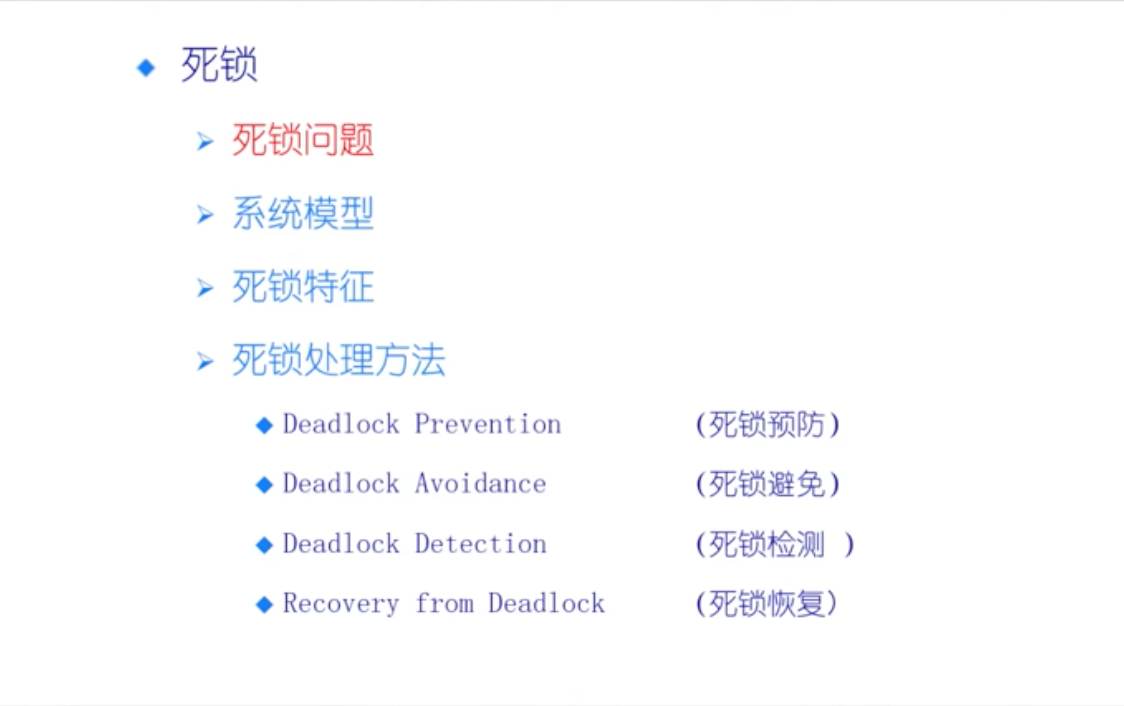 死锁
死锁问题
系统模型
死锁特征
死锁处理方法
Deadlock Prevention (死锁预防)
Deadlock Avoidance (死锁避免)
Deadlock Detection (死锁检测 )
Recovery from Deadlock (死锁恢复)